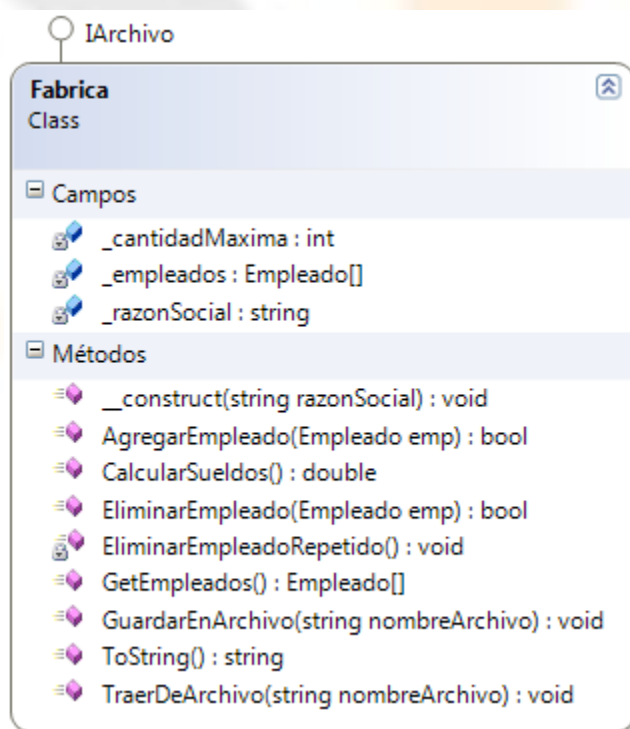 IArchivo
Fabrica
Class
Campos
_cantidadMaxima : int
_empleados : Empleado[]
_razonSocial : string
Métodos
__construct(string razonSocial) : void
AgregarEmpleado(Empleado emp) : bool
CalcularSueldos() : double
EliminarEmpleado(Empleado emp) : bool
EliminarEmpleadoRepetido() : void
GetEmpleados() : Empleado[]
GuardarEnArchivo(string nombreArchivo) : void
ToString() : string
TraerDeArchivo(string nombreArchivo) : void